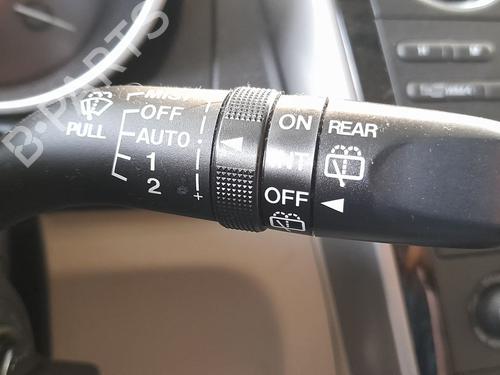 MIST
OFF
AUTO
1
2
PULL
ON
INT
OFF
REAR
B-PARTS